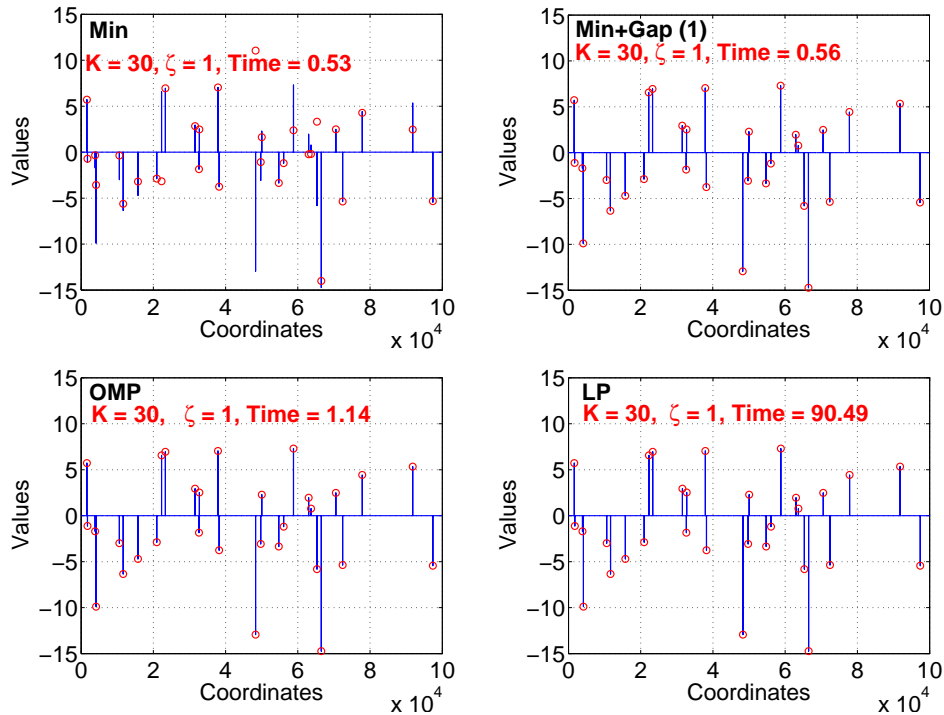 Min
K = 30, ζ = 1, Time = 0.53
Values
15
10
5
0
−5
−10
−15
0 2 4 6 8 10
Coordinates
x 10^4
Min+Gap (1)
K = 30, ζ = 1, Time = 0.56
Values
15
10
5
0
−5
−10
−15
0 2 4 6 8 10
Coordinates
x 10^4
OMP
K = 30, ζ = 1, Time = 1.14
Values
15
10
5
0
−5
−10
−15
0 2 4 6 8 10
Coordinates
x 10^4
LP
K = 30, ζ = 1, Time = 90.49
Values
15
10
5
0
−5
−10
−15
0 2 4 6 8 10
Coordinates
x 10^4